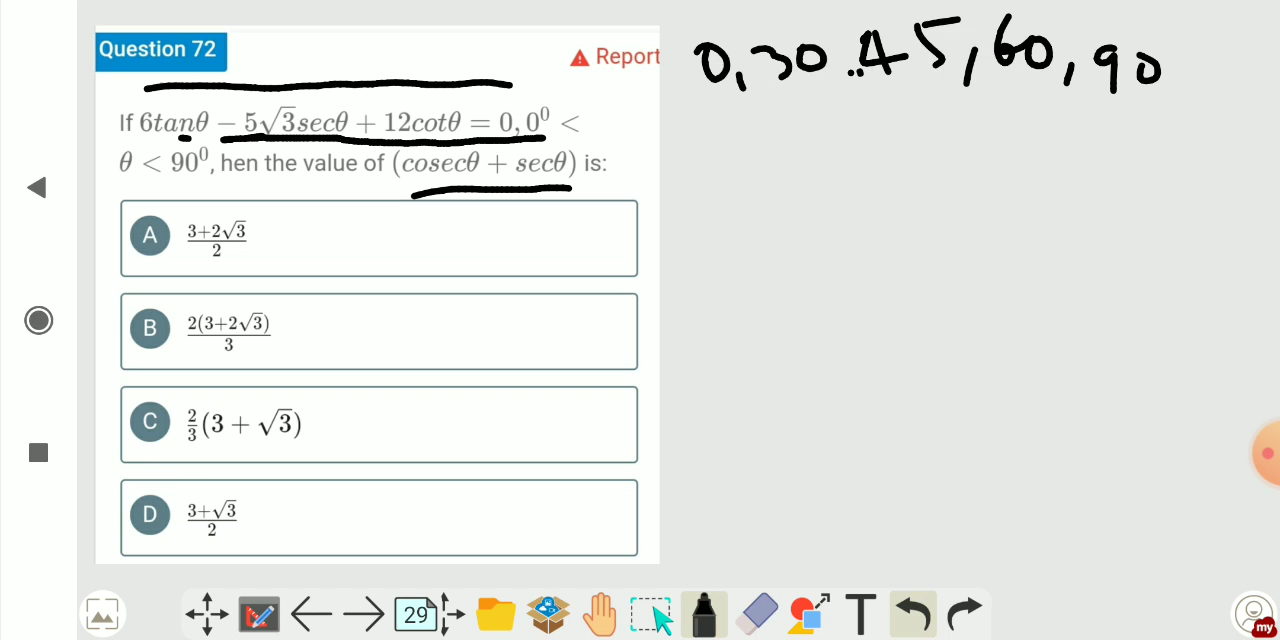 Question 72
Report
0, 30..45, 60, 90
If 6tanθ − 5√3secθ + 12cotθ = 0, 0⁰ <
θ < 90⁰, hen the value of (cosecθ + secθ) is:
A (3+2√3)/2
B 2(3+2√3)/3
C 2/3(3 + √3)
D (3+√3)/2
29
T
my